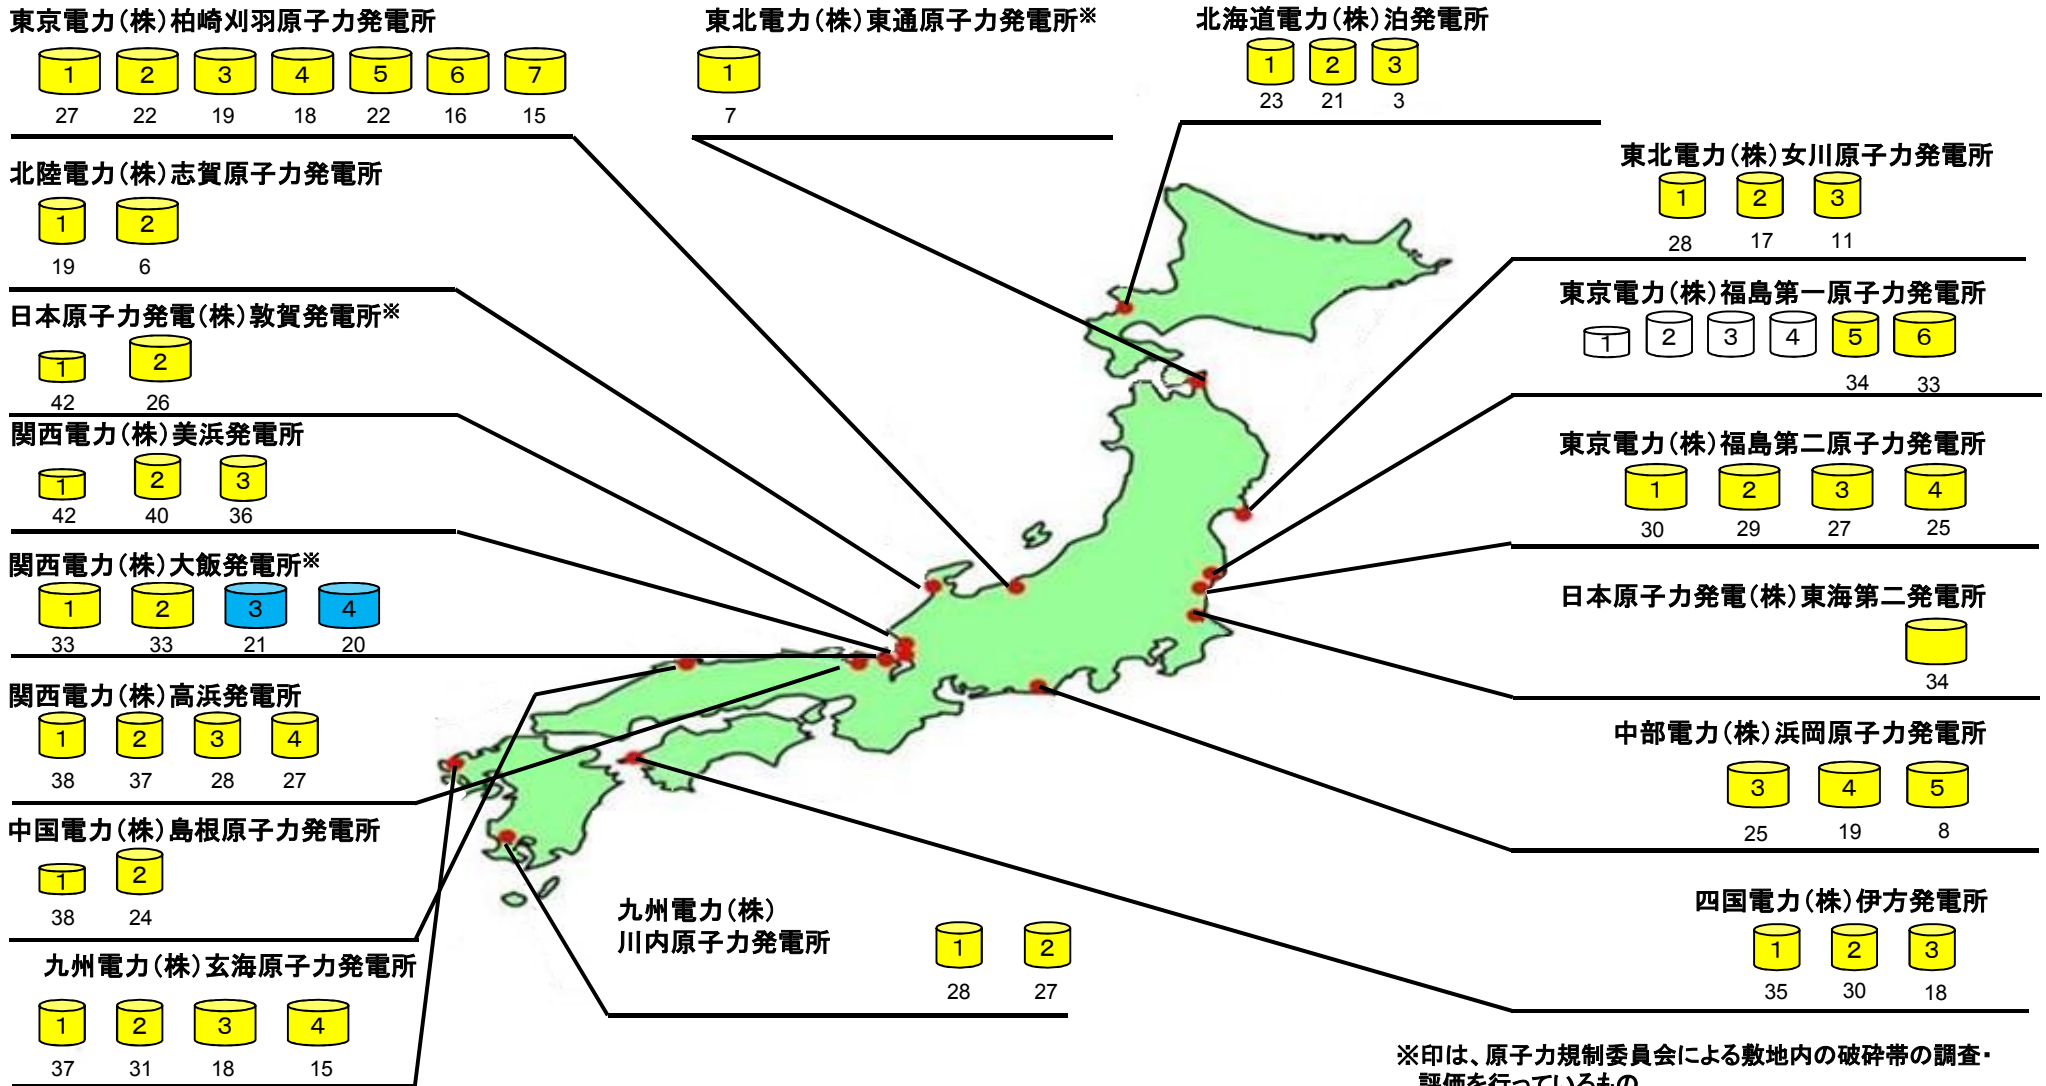 東京電力(株)柏崎刈羽原子力発電所
1 2 3 4 5 6 7
27 22 19 18 22 16 15
東北電力(株)東通原子力発電所※
1
7
北海道電力(株)泊発電所
1 2 3
23 21 3
北陸電力(株)志賀原子力発電所
1 2
19 6
日本原子力発電(株)敦賀発電所※
1 2
42 26
関西電力(株)美浜発電所
1 2 3
42 40 36
関西電力(株)大飯発電所※
1 2 3 4
33 33 21 20
関西電力(株)高浜発電所
1 2 3 4
38 37 28 27
中国電力(株)島根原子力発電所
1 2
38 24
九州電力(株)玄海原子力発電所
1 2 3 4
37 31 18 15
九州電力(株)
川内原子力発電所
1 2
28 27
東北電力(株)女川原子力発電所
1 2 3
28 17 11
東京電力(株)福島第一原子力発電所
1 2 3 4 5 6
34 33
東京電力(株)福島第二原子力発電所
1 2 3 4
30 29 27 25
日本原子力発電(株)東海第二発電所
34
中部電力(株)浜岡原子力発電所
3 4 5
25 19 8
四国電力(株)伊方発電所
1 2 3
35 30 18
※印は、原子力規制委員会による敷地内の破砕帯の調査・
評価を行っているもの